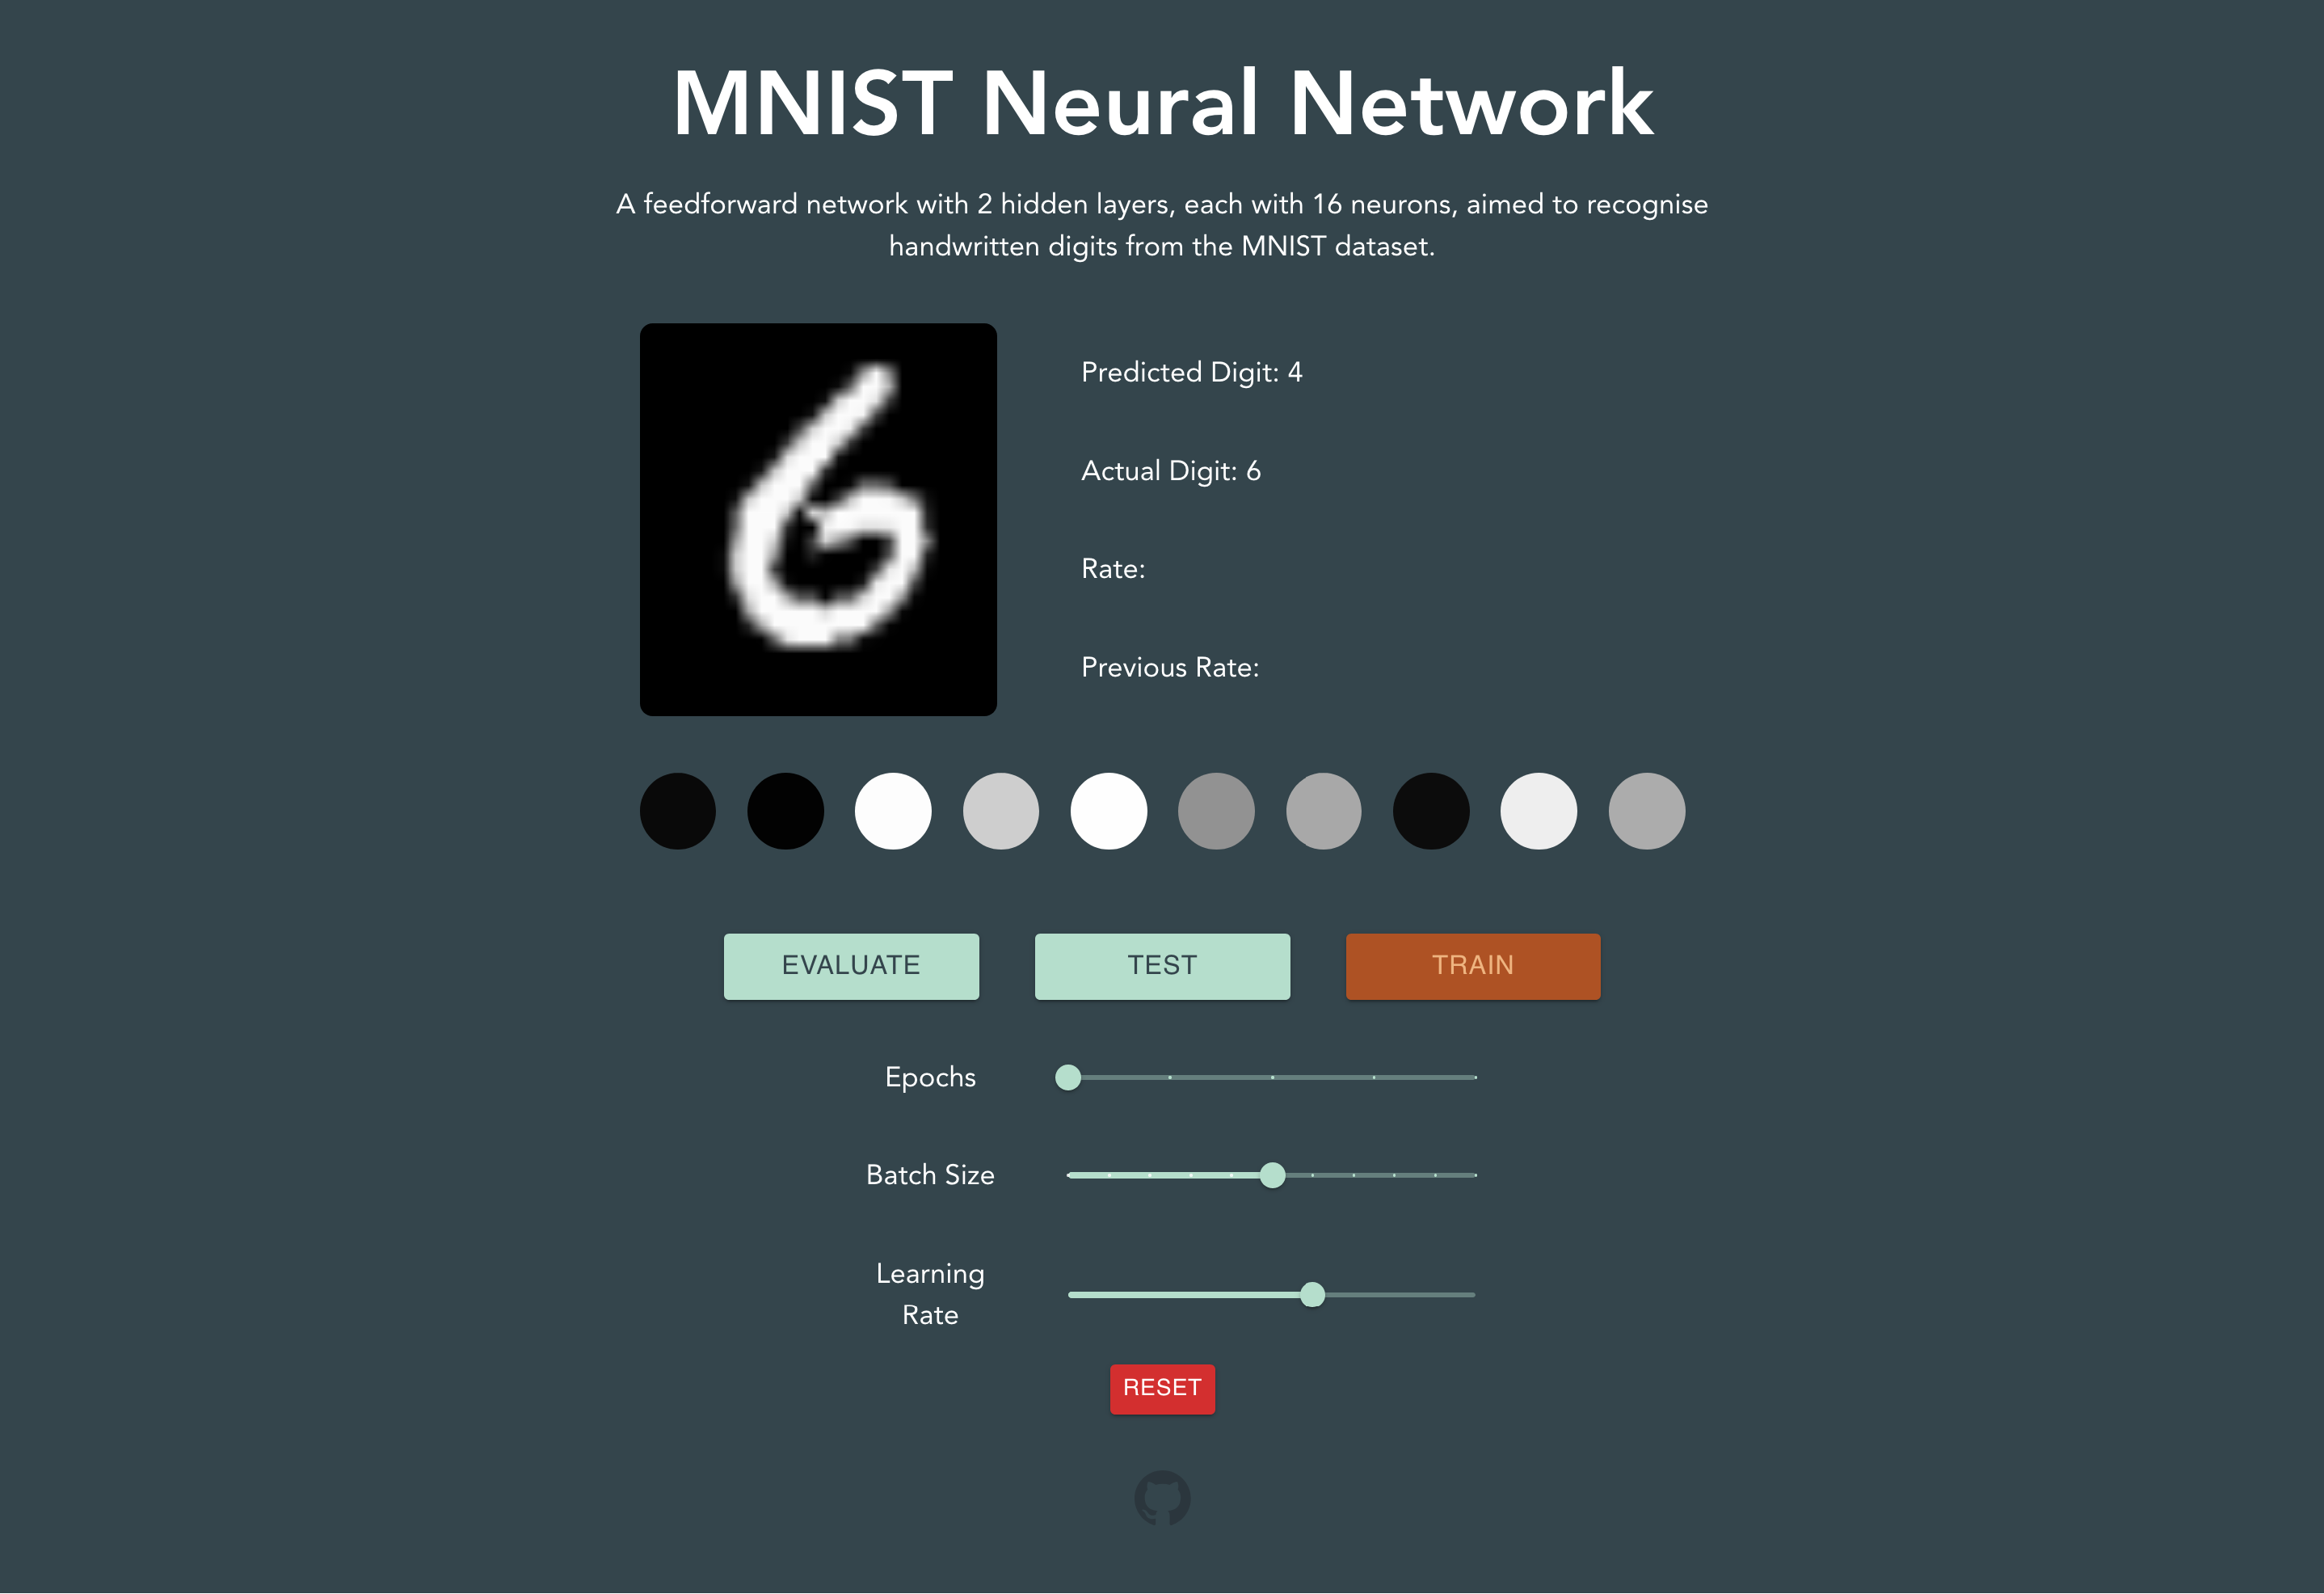 MNIST Neural Network
A feedforward network with 2 hidden layers, each with 16 neurons, aimed to recognise
handwritten digits from the MNIST dataset.
6
Predicted Digit: 4
Actual Digit: 6
Rate:
Previous Rate:
EVALUATE
TEST
TRAIN
Epochs
Batch Size
Learning
Rate
RESET